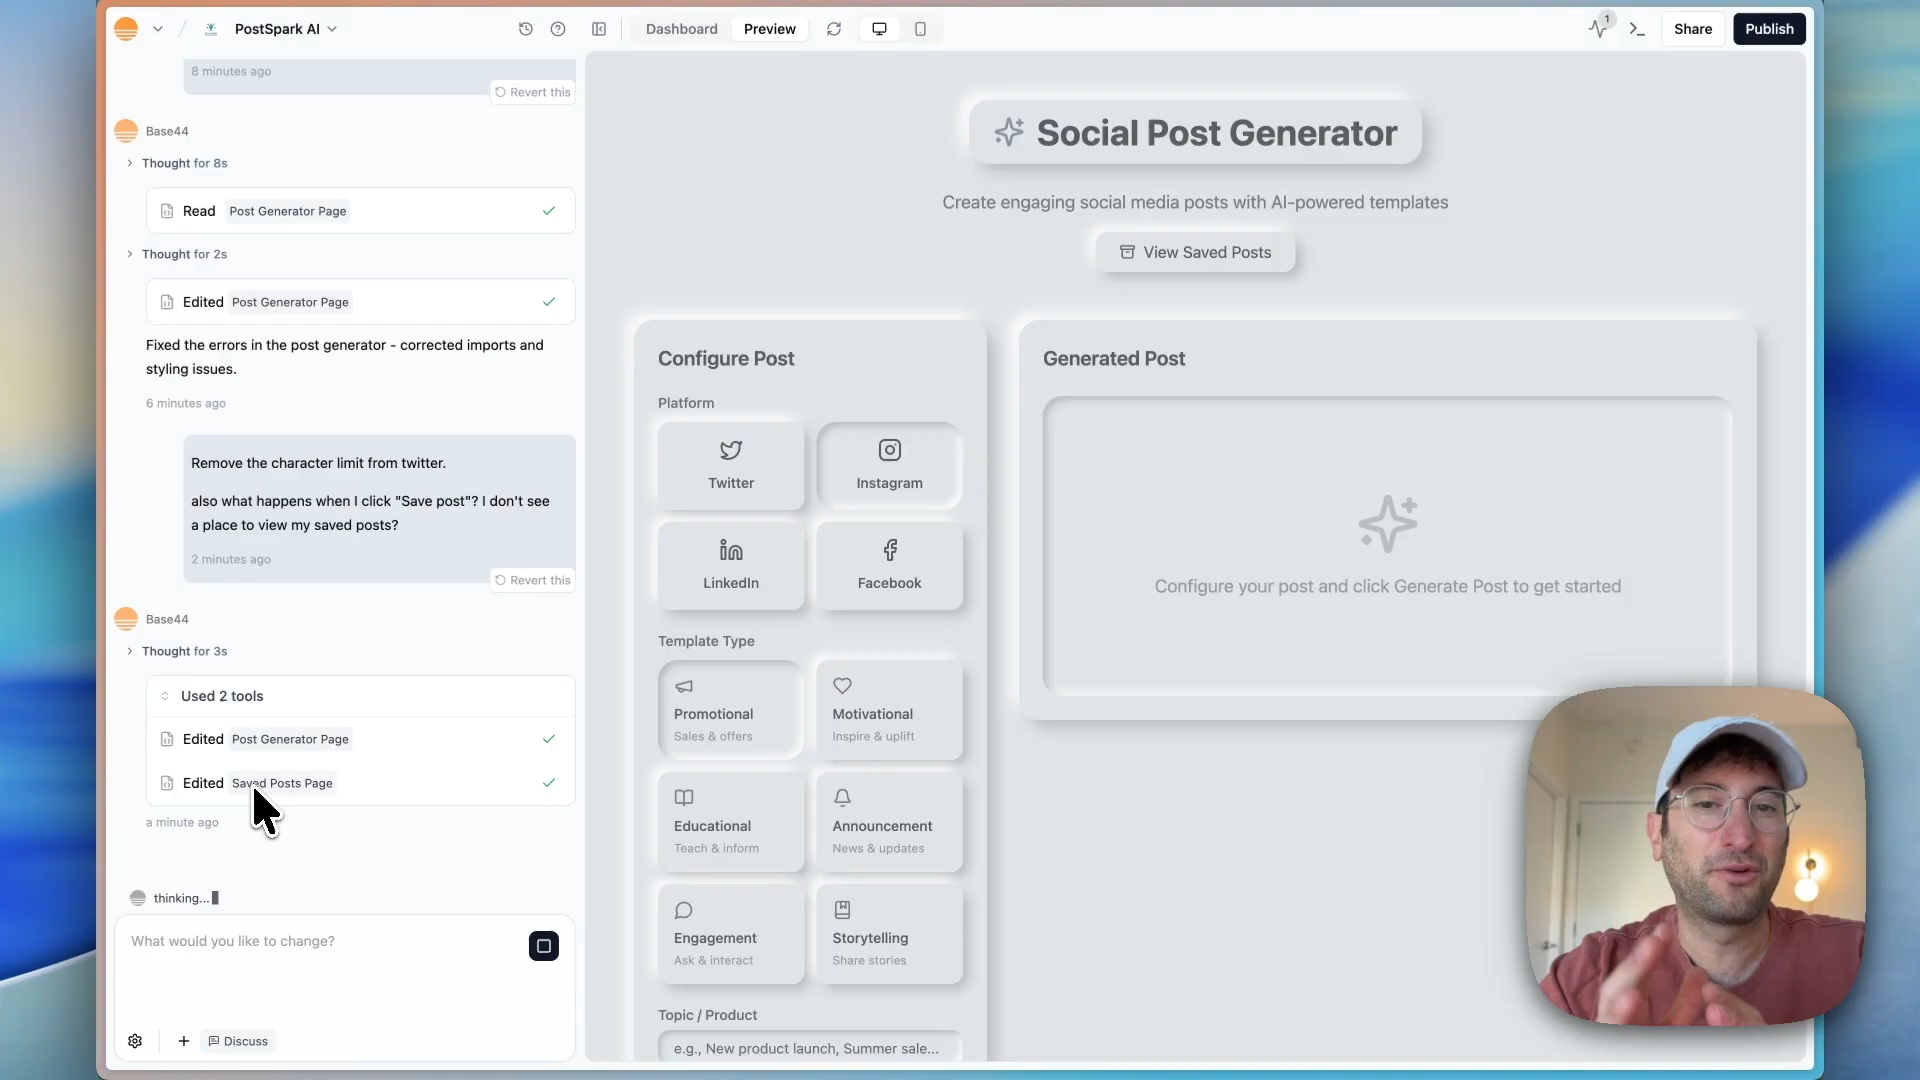 PostSpark AI
Dashboard
Preview
1
Share
Publish
8 minutes ago
Revert this
Base44
Thought for 8s
Read Post Generator Page
Thought for 2s
Edited Post Generator Page
Fixed the errors in the post generator - corrected imports and
styling issues.
6 minutes ago
Remove the character limit from twitter.
also what happens when I click "Save post"? I don't see
a place to view my saved posts?
2 minutes ago
Revert this
Base44
Thought for 3s
Used 2 tools
Edited Post Generator Page
Edited Saved Posts Page
a minute ago
thinking...
What would you like to change?
Discuss
Social Post Generator
Create engaging social media posts with AI-powered templates
View Saved Posts
Configure Post
Platform
Twitter
Instagram
LinkedIn
Facebook
Template Type
Promotional
Sales & offers
Motivational
Inspire & uplift
Educational
Teach & inform
Announcement
News & updates
Engagement
Ask & interact
Storytelling
Share stories
Topic / Product
e.g., New product launch, Summer sale...
Generated Post
Configure your post and click Generate Post to get started